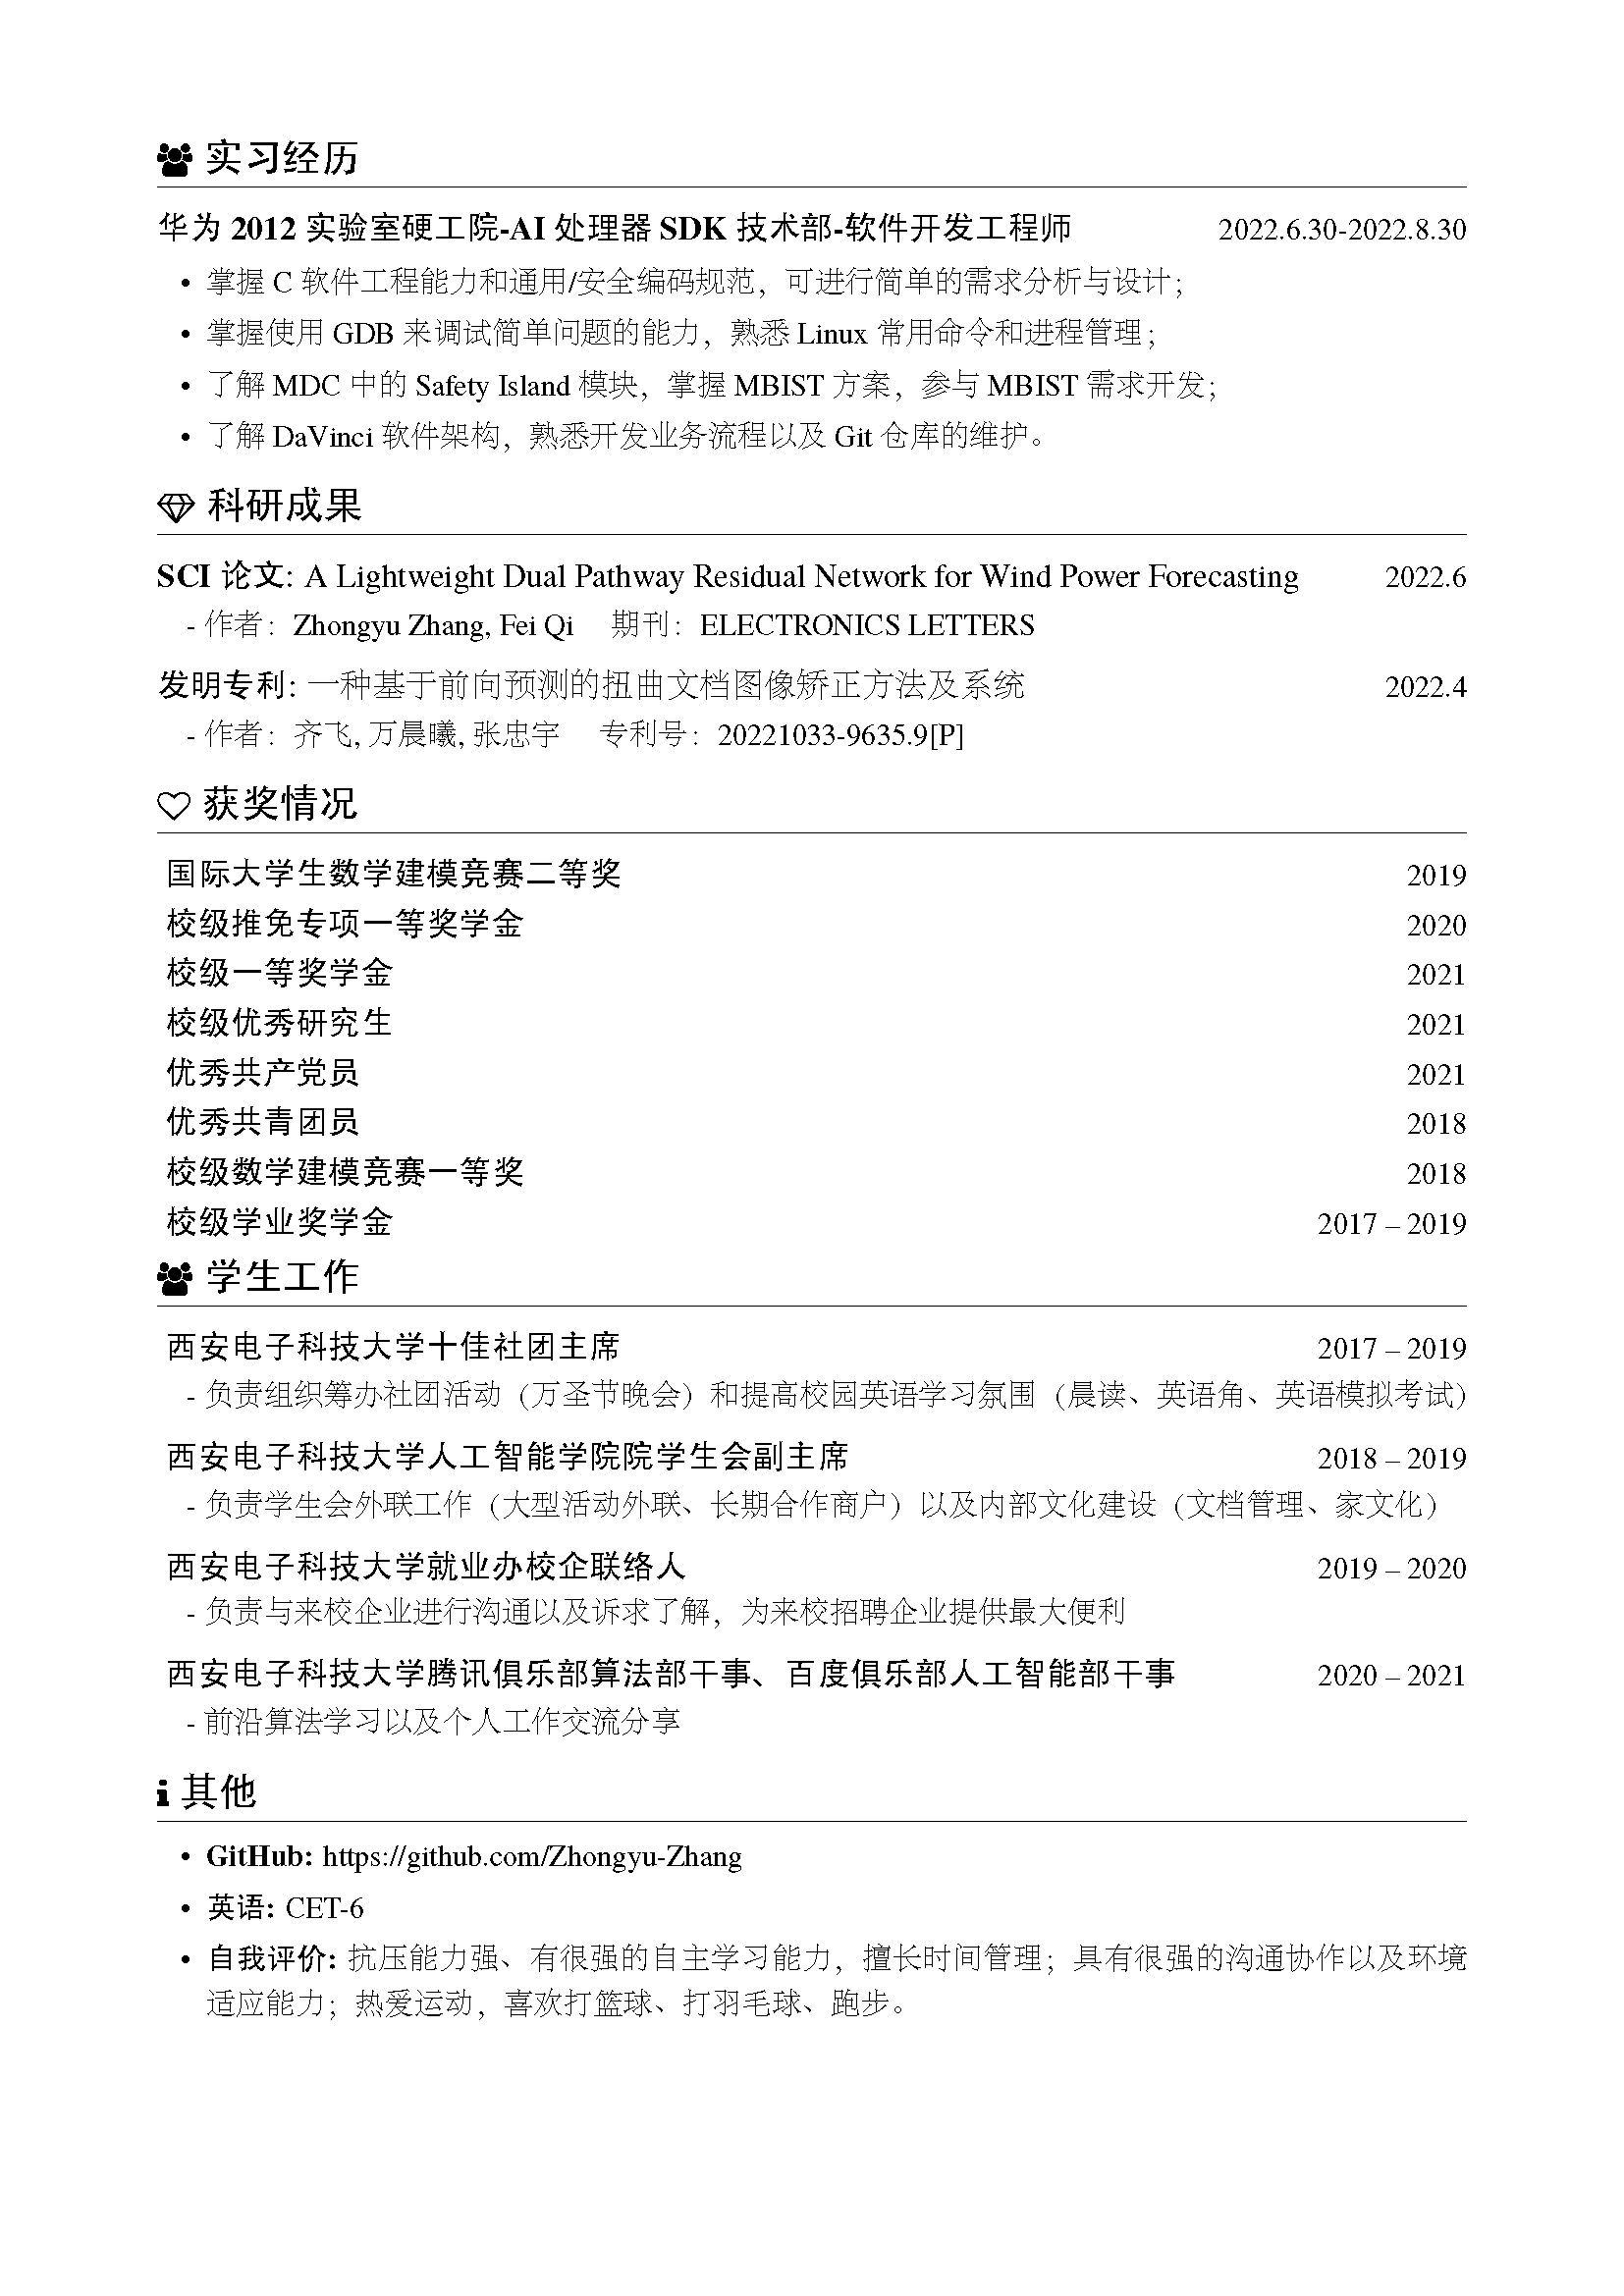 实习经历
华为 2012 实验室硬工院-AI 处理器 SDK 技术部-软件开发工程师 2022.6.30-2022.8.30
• 掌握 C 软件工程能力和通用/安全编码规范，可进行简单的需求分析与设计；
• 掌握使用 GDB 来调试简单问题的能力，熟悉 Linux 常用命令和进程管理；
• 了解 MDC 中的 Safety Island 模块，掌握 MBIST 方案，参与 MBIST 需求开发；
• 了解 DaVinci 软件架构，熟悉开发业务流程以及 Git 仓库的维护。
科研成果
SCI 论文: A Lightweight Dual Pathway Residual Network for Wind Power Forecasting 2022.6
- 作者：Zhongyu Zhang, Fei Qi 期刊：ELECTRONICS LETTERS
发明专利: 一种基于前向预测的扭曲文档图像矫正方法及系统 2022.4
- 作者：齐飞, 万晨曦, 张忠宇 专利号：20221033-9635.9[P]
获奖情况
国际大学生数学建模竞赛二等奖 2019
校级推免专项一等奖学金 2020
校级一等奖学金 2021
校级优秀研究生 2021
优秀共产党员 2021
优秀共青团员 2018
校级数学建模竞赛一等奖 2018
校级学业奖学金 2017 – 2019
学生工作
西安电子科技大学十佳社团主席 2017 – 2019
- 负责组织筹办社团活动（万圣节晚会）和提高校园英语学习氛围（晨读、英语角、英语模拟考试）
西安电子科技大学人工智能学院院学生会副主席 2018 – 2019
- 负责学生会外联工作（大型活动外联、长期合作商户）以及内部文化建设（文档管理、家文化）
西安电子科技大学就业办校企联络人 2019 – 2020
- 负责与来校企业进行沟通以及诉求了解，为来校招聘企业提供最大便利
西安电子科技大学腾讯俱乐部算法部干事、百度俱乐部人工智能部干事 2020 – 2021
- 前沿算法学习以及个人工作交流分享
其他
• GitHub: https://github.com/Zhongyu-Zhang
• 英语: CET-6
• 自我评价: 抗压能力强、有很强的自主学习能力，擅长时间管理；具有很强的沟通协作以及环境
适应能力；热爱运动，喜欢打篮球、打羽毛球、跑步。